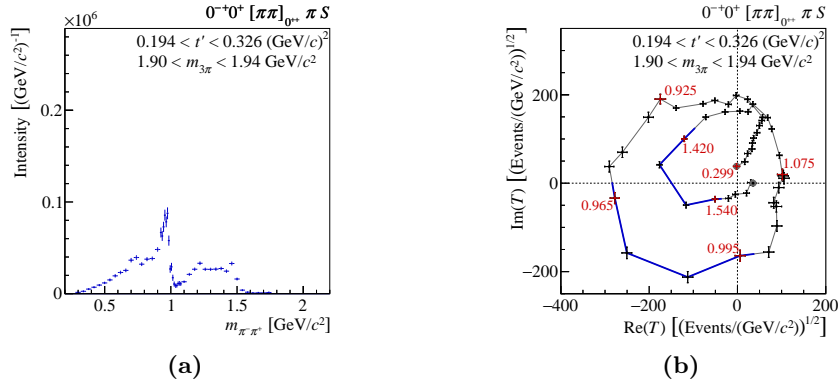 0⁻⁺0⁺ [ππ]₀₊₊ π S
×10⁶
0.194 < t′ < 0.326 (GeV/c)²
1.90 < m₃π < 1.94 GeV/c²
Intensity [(GeV/c²)⁻¹]
0.2
0.1
0
0.5
1
1.5
2
m_π⁻π⁺ [GeV/c²]
(a)
0⁻⁺0⁺ [ππ]₀₊₊ π S
0.194 < t′ < 0.326 (GeV/c)²
1.90 < m₃π < 1.94 GeV/c²
Im(T) [(Events/(GeV/c²))^1/2]
200
0
−200
0.925
1.420
0.299
1.075
0.965
1.540
0.995
−400
−200
0
200
Re(T) [(Events/(GeV/c²))^1/2]
(b)